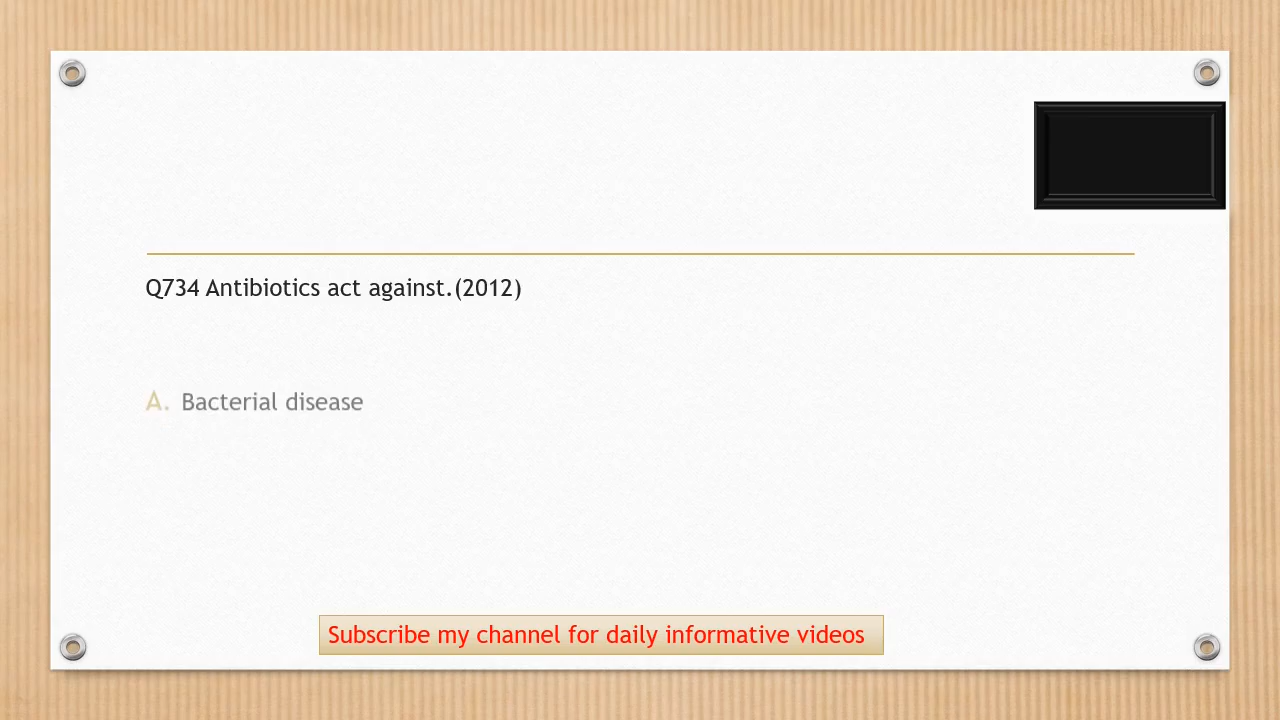 Q734 Antibiotics act against.(2012)
A. Bacterial disease
Subscribe my channel for daily informative videos